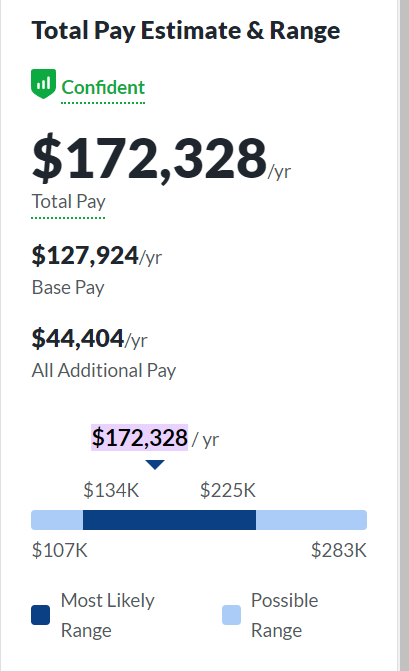 Total Pay Estimate & Range
Confident
$172,328/yr
Total Pay
$127,924/yr
Base Pay
$44,404/yr
All Additional Pay
$172,328 / yr
$134K $225K
$107K $283K
Most Likely Range
Possible Range